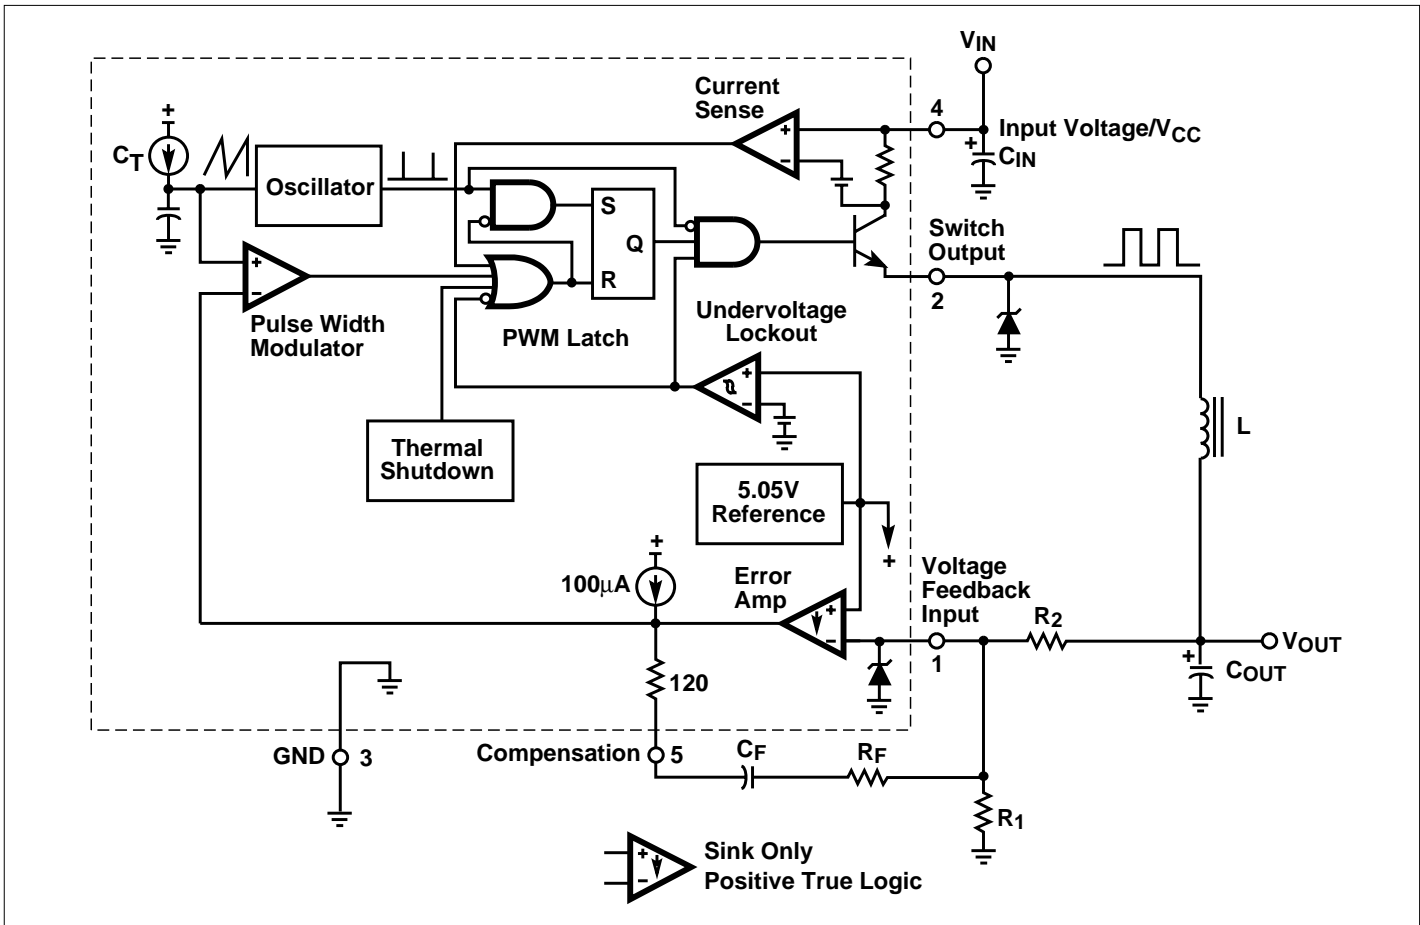 VIN
Current
Sense
4
Input Voltage/VCC
CIN
+
+
CT
Oscillator
+
−
S
Q
R
Switch
Output
2
+
−
Pulse Width
Modulator
PWM Latch
Undervoltage
Lockout
+
−
L
Thermal
Shutdown
5.05V
Reference
+
+
100µA
Error
Amp
+
−
Voltage
Feedback
Input
1
R2
VOUT
+
COUT
120
GND
3
Compensation
5
CF
RF
R1
+
−
Sink Only
Positive True Logic